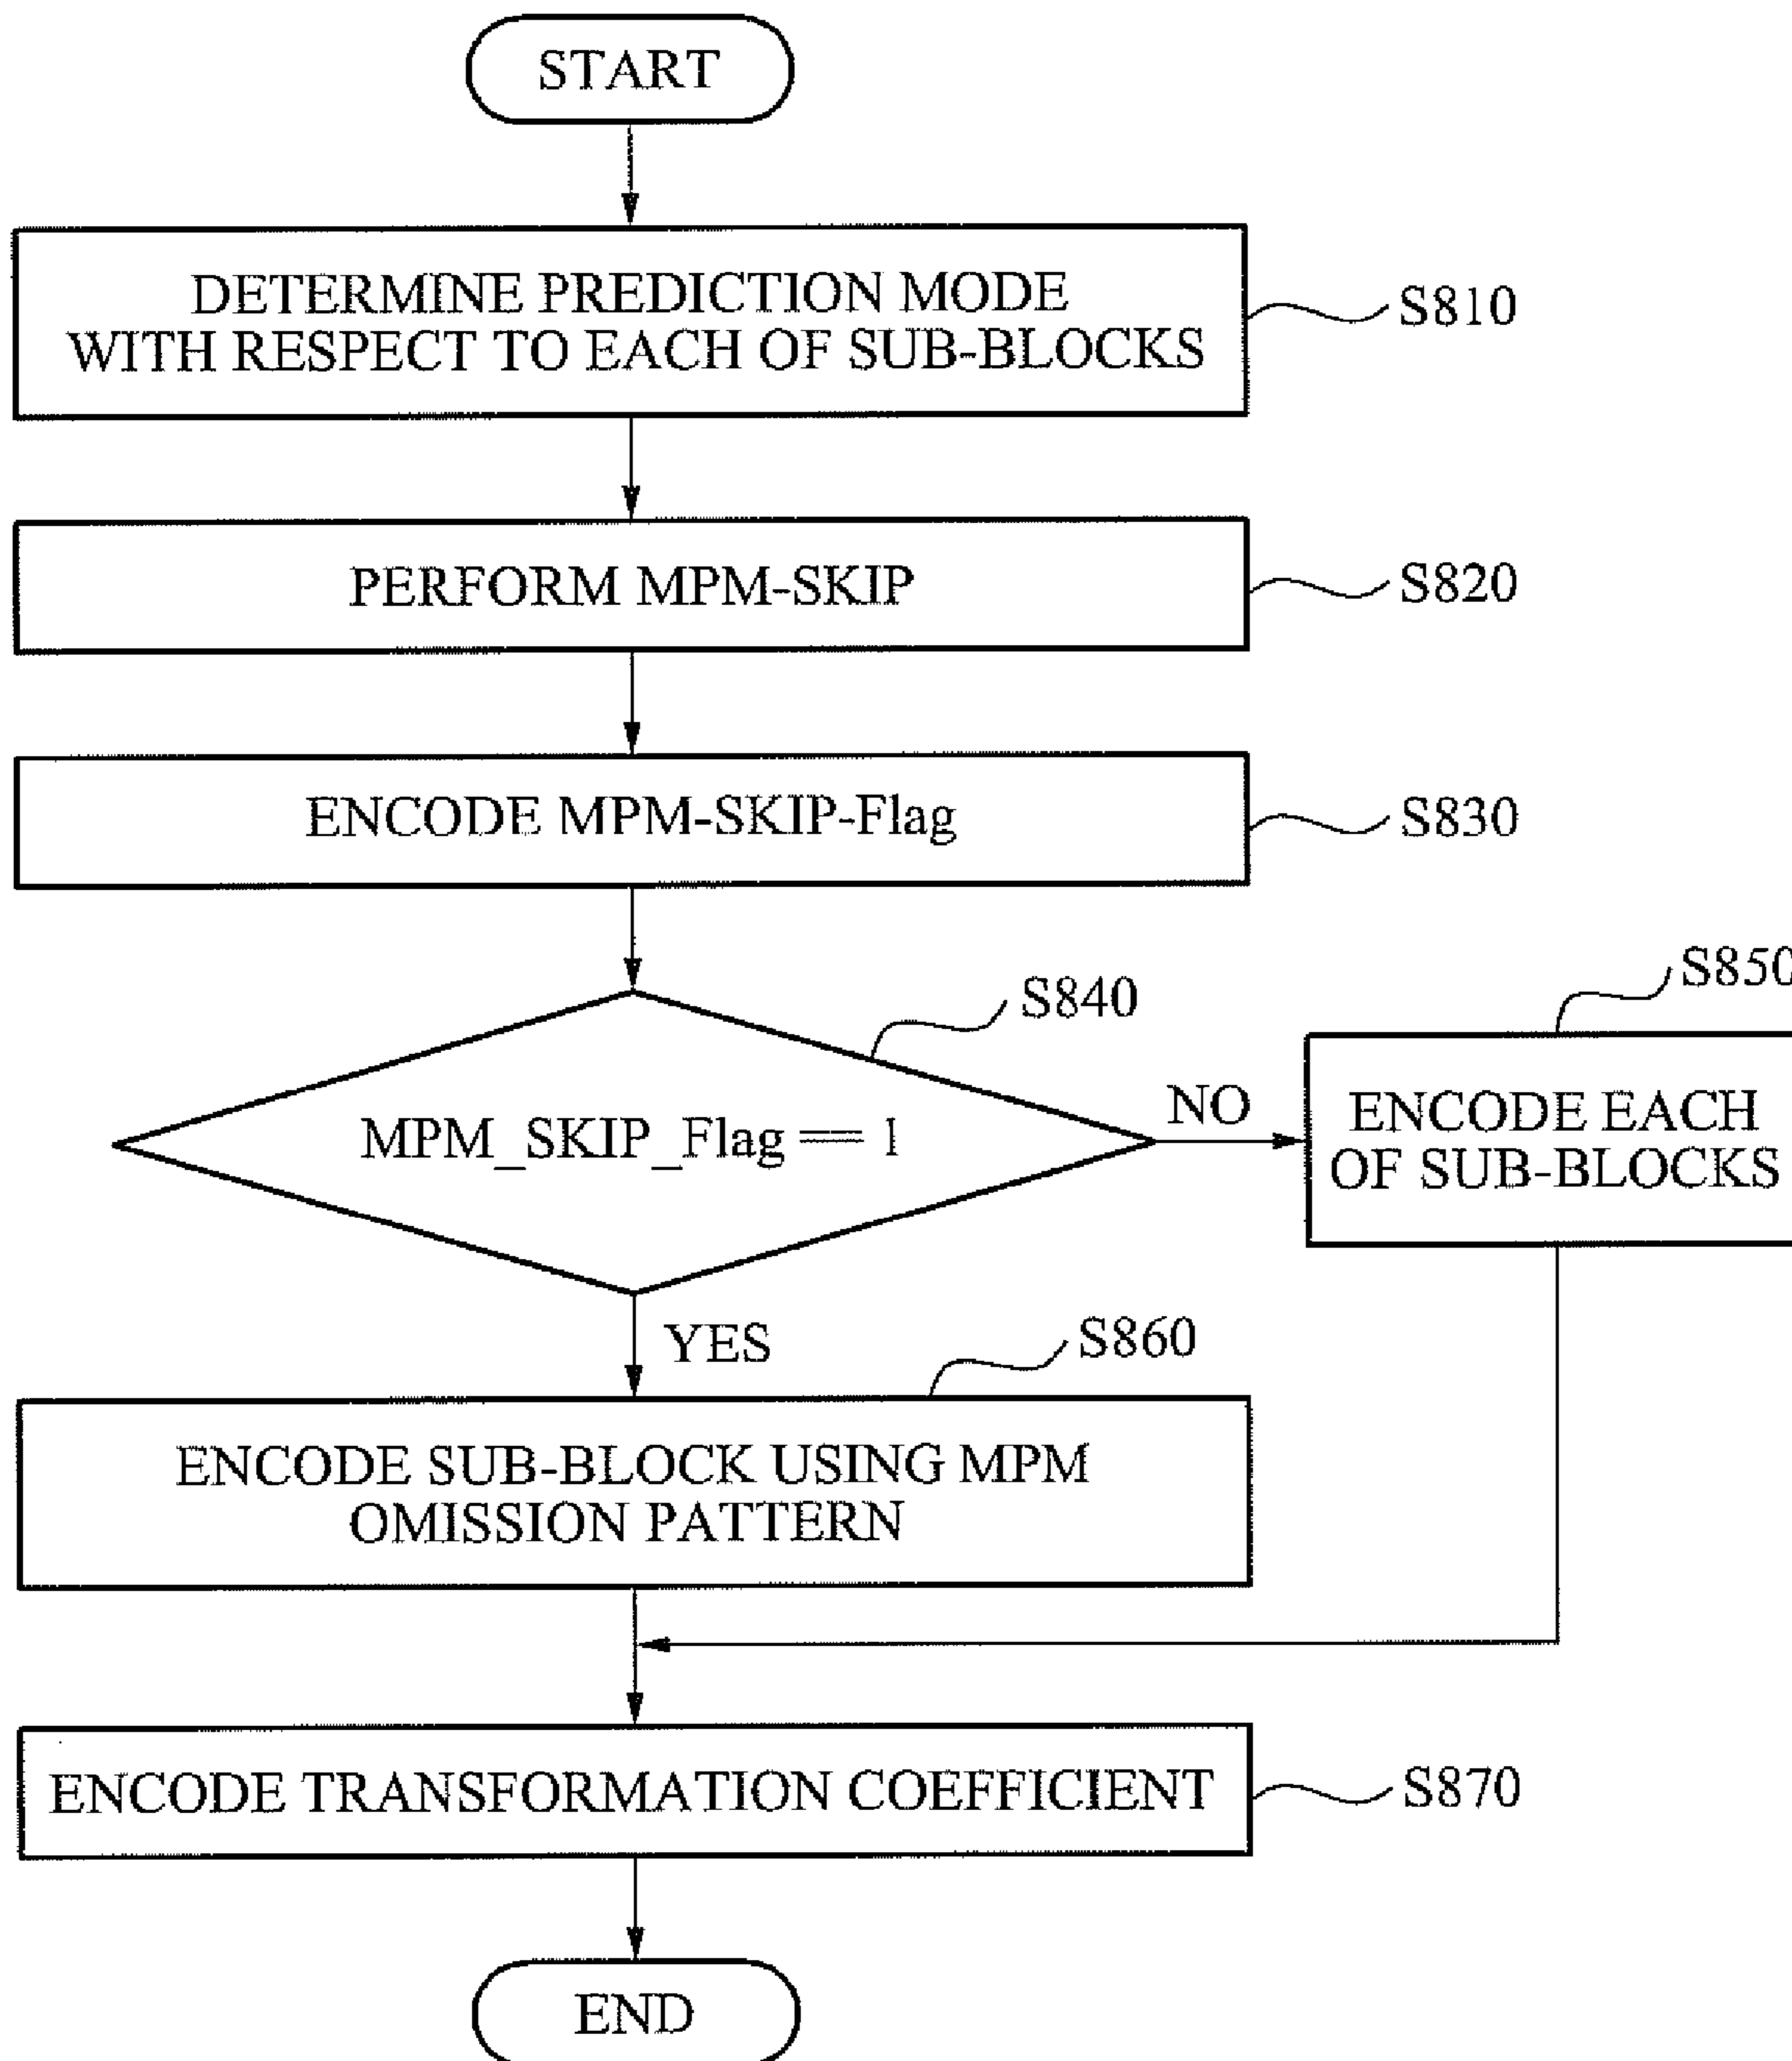 START
DETERMINE PREDICTION MODE
WITH RESPECT TO EACH OF SUB-BLOCKS
S810
PERFORM MPM-SKIP
S820
ENCODE MPM-SKIP-Flag
S830
S840
MPM_SKIP_Flag == 1
NO
S850
ENCODE EACH
OF SUB-BLOCKS
YES
S860
ENCODE SUB-BLOCK USING MPM
OMISSION PATTERN
ENCODE TRANSFORMATION COEFFICIENT
S870
END